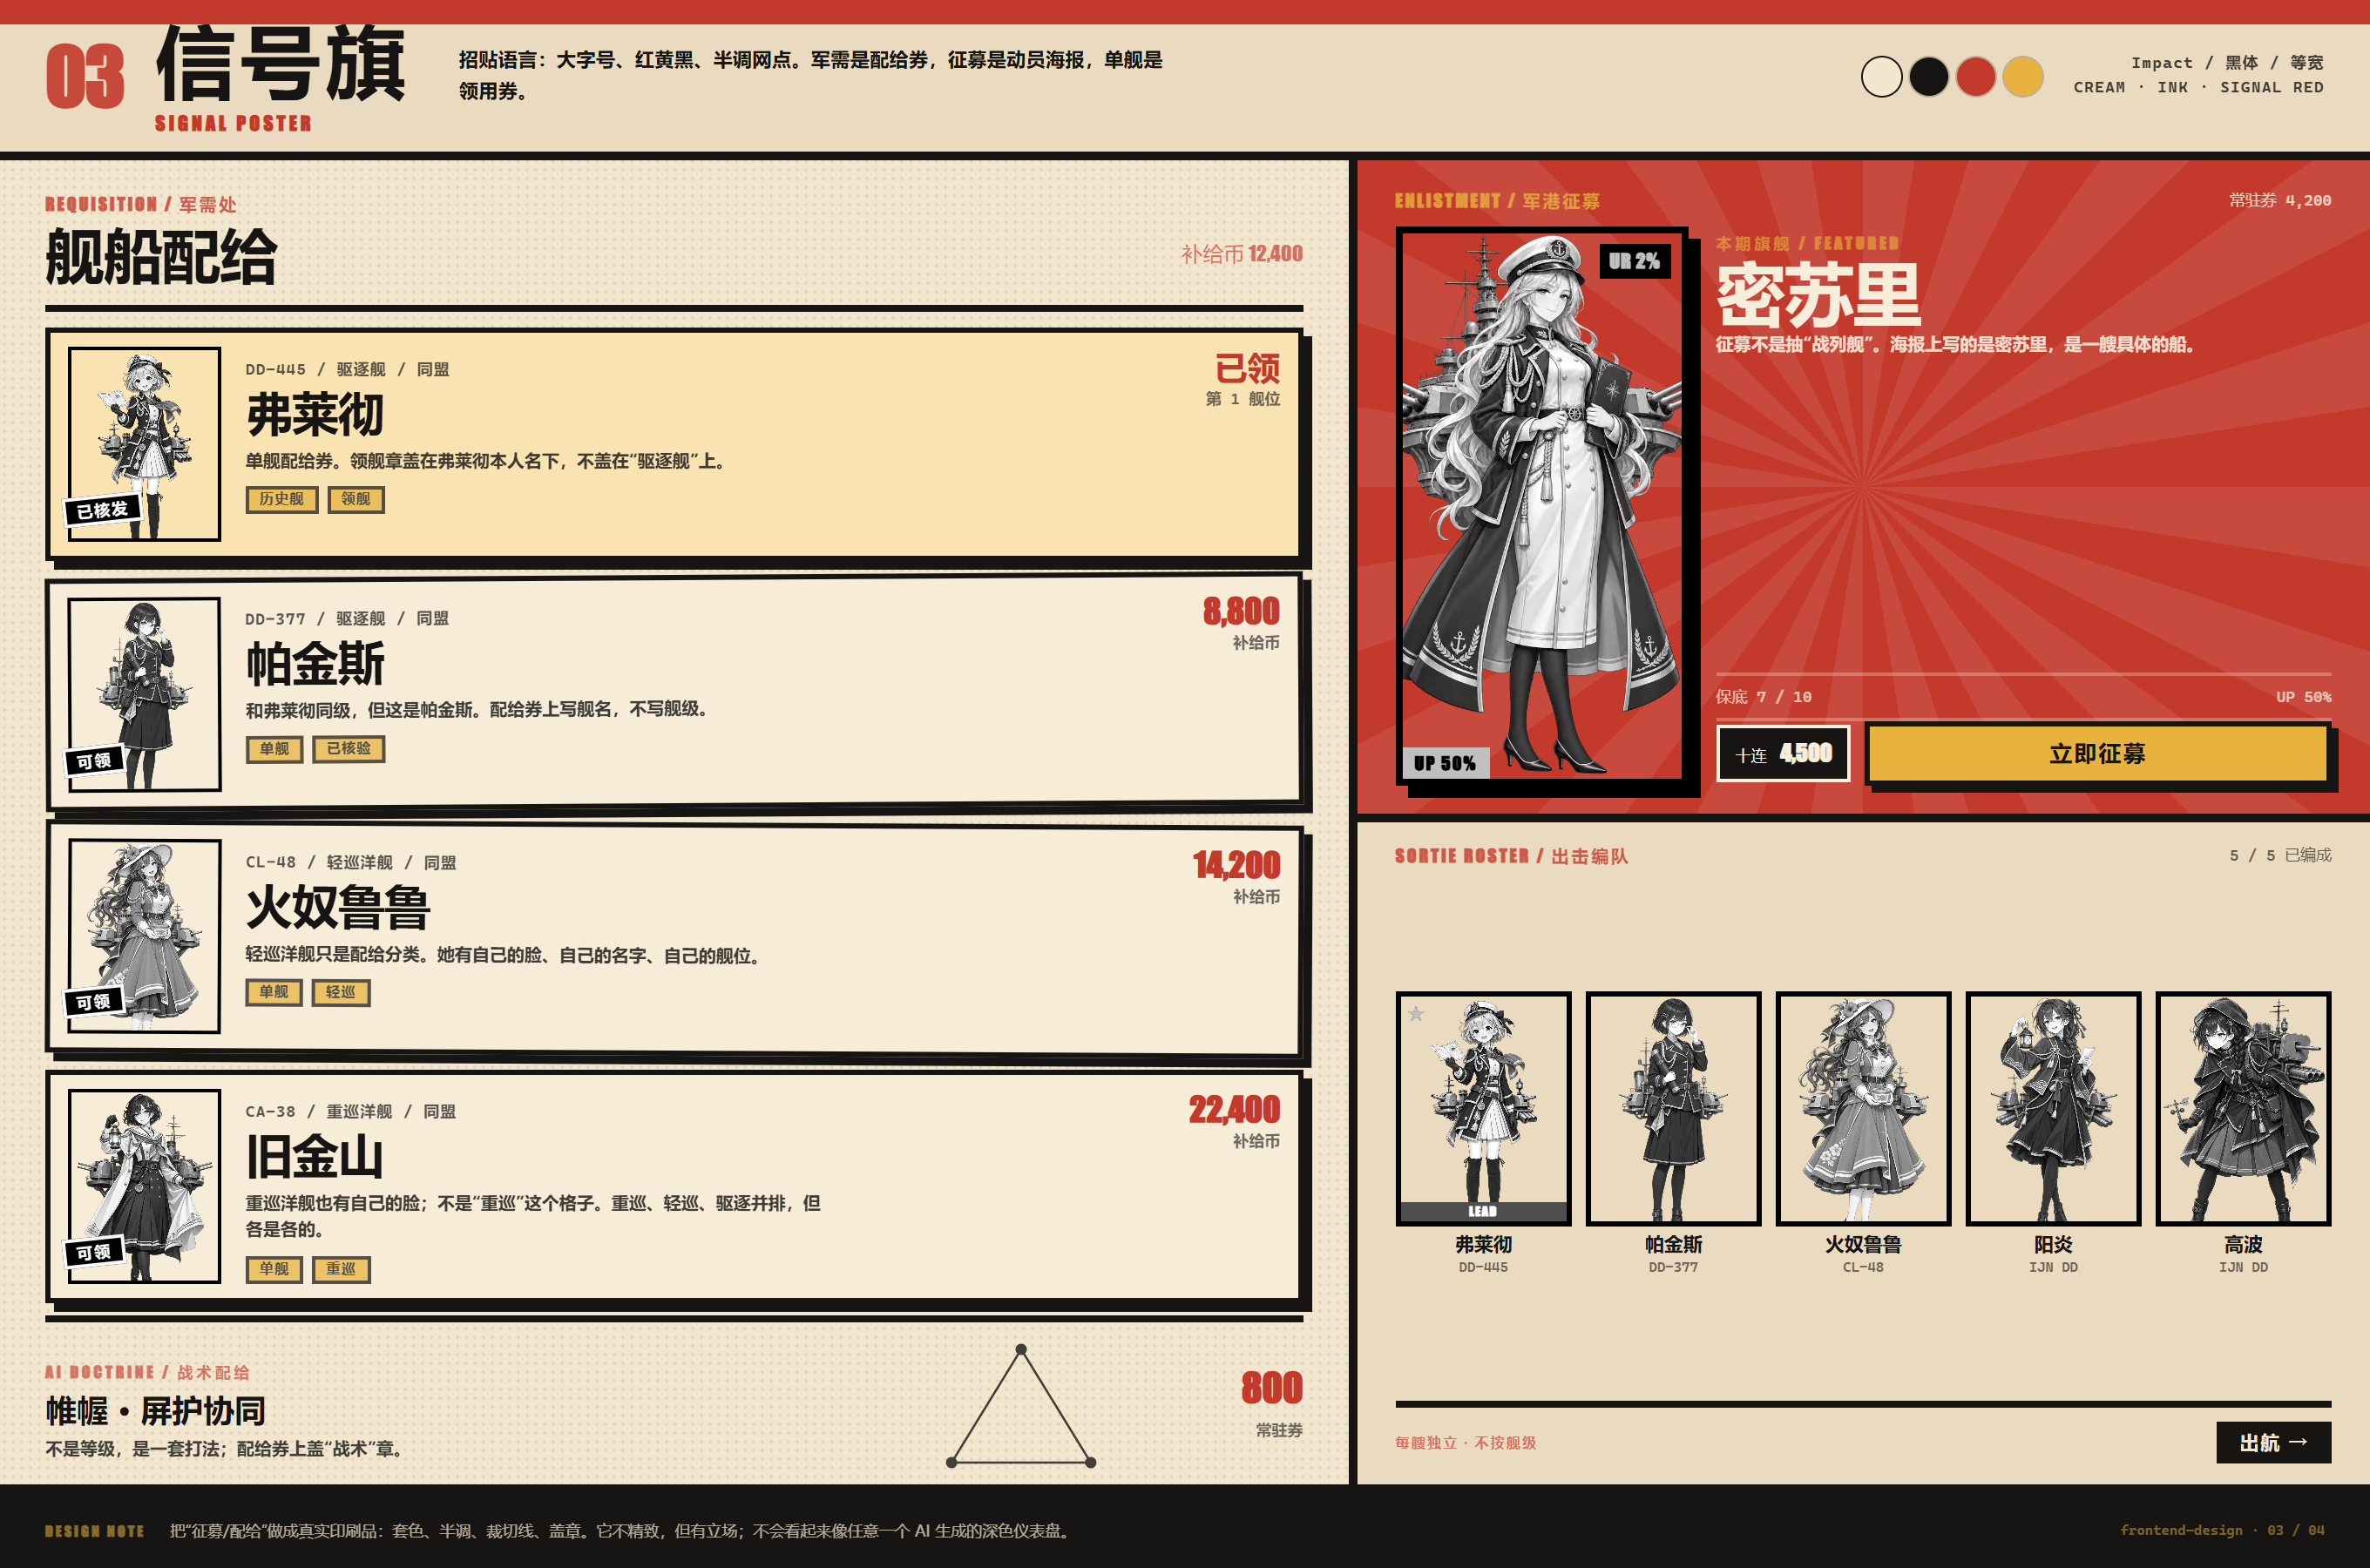 03
信号旗
SIGNAL POSTER
招贴语言：大字号、红黄黑、半调网点。军需是配给券，征募是动员海报，单舰是
领用券。
Impact / 黑体 / 等宽
CREAM · INK · SIGNAL RED
REQUISITION / 军需处
舰船配给
补给币 12,400
DD-445 / 驱逐舰 / 同盟
弗莱彻
单舰配给券。领舰章盖在弗莱彻本人名下，不盖在“驱逐舰”上。
历史舰 领舰
已领
第 1 舰位
已核发
DD-377 / 驱逐舰 / 同盟
帕金斯
和弗莱彻同级，但这是帕金斯。配给券上写舰名，不写舰级。
单舰 已核验
8,800
补给币
可领
CL-48 / 轻巡洋舰 / 同盟
火奴鲁鲁
轻巡洋舰只是配给分类。她有自己的脸、自己的名字、自己的舰位。
单舰 轻巡
14,200
补给币
可领
CA-38 / 重巡洋舰 / 同盟
旧金山
重巡洋舰也有自己的脸；不是“重巡”这个格子。重巡、轻巡、驱逐并排，但
各是各的。
单舰 重巡
22,400
补给币
可领
AI DOCTRINE / 战术配给
帷幄·屏护协同
不是等级，是一套打法；配给券上盖“战术”章。
800
常驻券
ENLISTMENT / 军港征募
常驻券 4,200
UR 2%
UP 50%
本期旗舰 / FEATURED
密苏里
征募不是抽“战列舰”。海报上写的是密苏里，是一艘具体的船。
保底 7 / 10
UP 50%
十连 4,500
立即征募
SORTIE ROSTER / 出击编队
5 / 5 已编成
★
LEAD
弗莱彻
DD-445
帕金斯
DD-377
火奴鲁鲁
CL-48
阳炎
IJN DD
高波
IJN DD
每艘独立 · 不按舰级
出航 →
DESIGN NOTE
把“征募/配给”做成真实印刷品：套色、半调、裁切线、盖章。它不精致，但有立场；不会看起来像任意一个 AI 生成的深色仪表盘。
frontend-design · 03 / 04